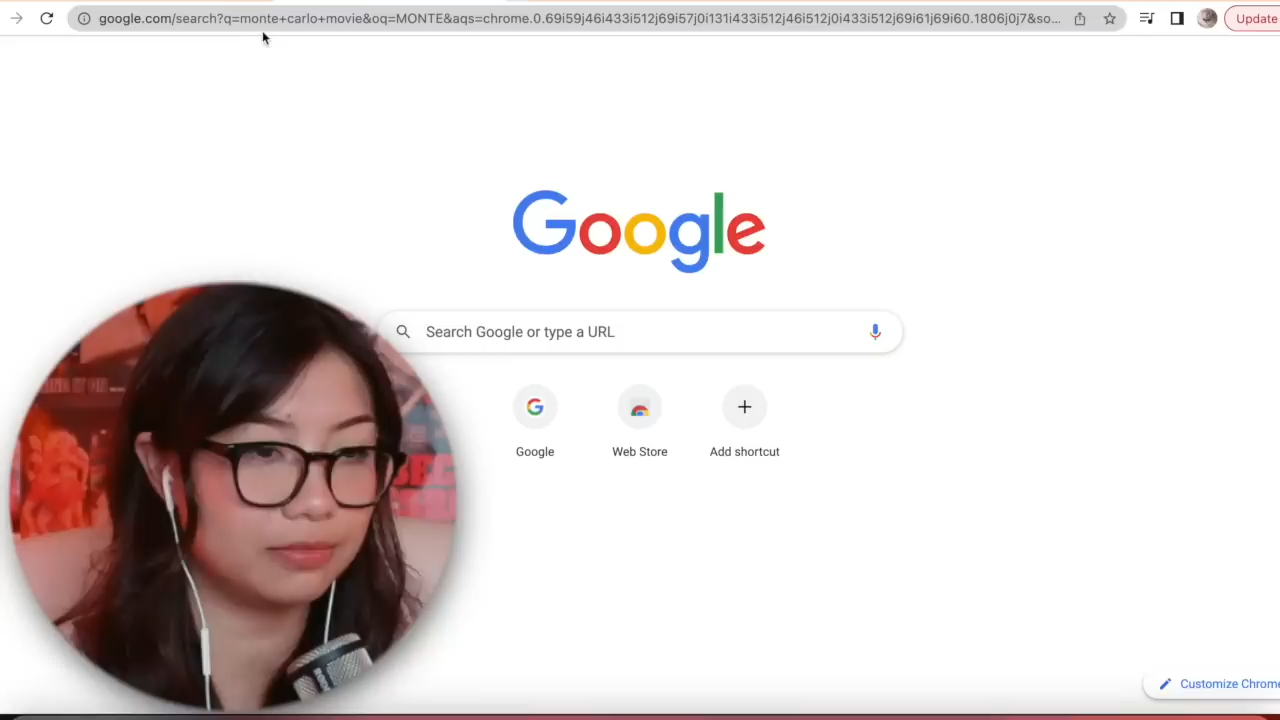 google.com/search?q=monte+carlo+movie&oq=MONTE&aqs=chrome.0.69i59j46i433i512j69i57j0i131i433i512j46i512j0i433i512j69i61j69i60.1806j0j7&so...
Update
Google
Search Google or type a URL
Google
Web Store
Add shortcut
Customize Chrome